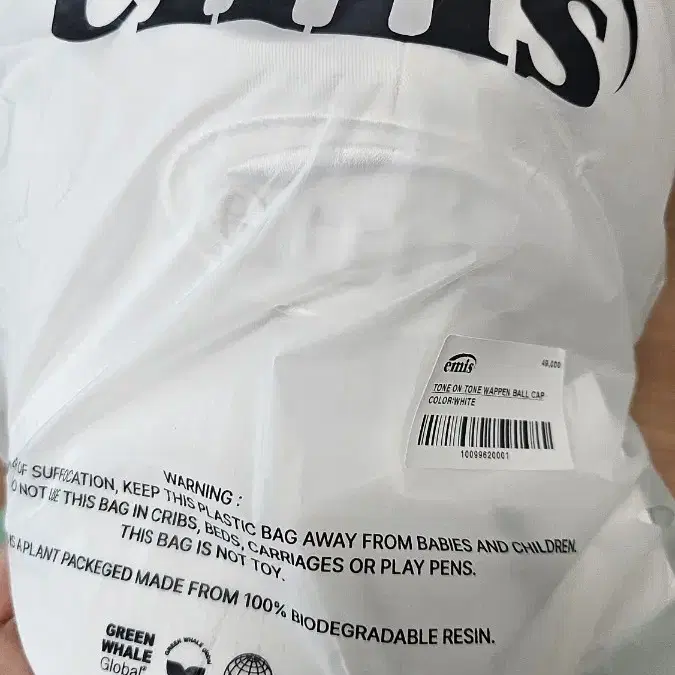 emis
emis 49,000
TONE ON TONE WAPPEN BALL CAP
COLOR:WHITE
10099620001
WARNING :
OF SUFFOCATION, KEEP THIS PLASTIC BAG AWAY FROM BABIES AND CHILDREN.
NOT USE THIS BAG IN CRIBS, BEDS, CARRIAGES OR PLAY PENS.
THIS BAG IS NOT TOY.
A PLANT PACKEGED MADE FROM 100% BIODEGRADABLE RESIN.
GREEN
WHALE
Global